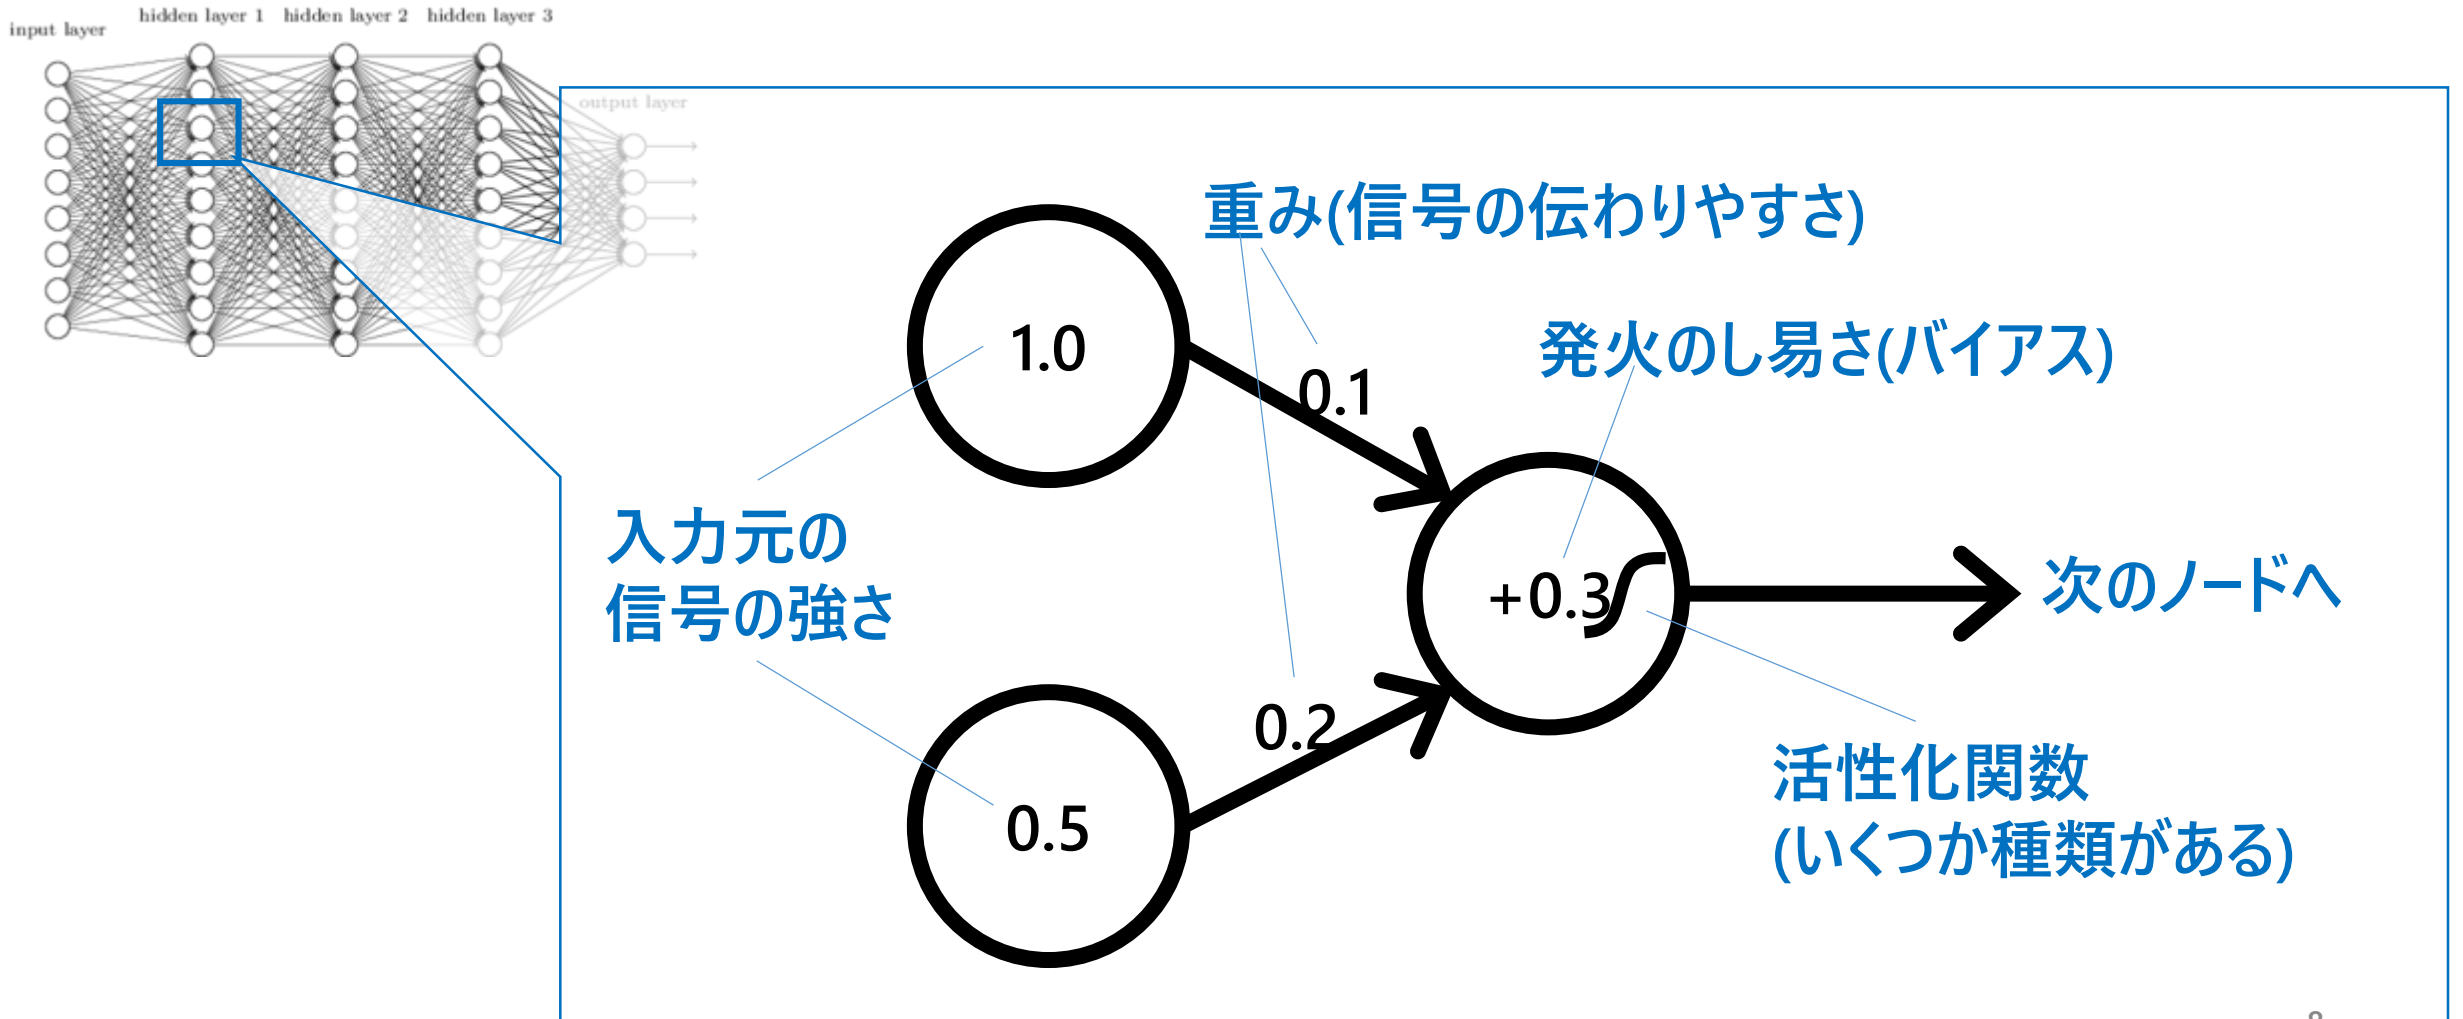 input layer
hidden layer 1
hidden layer 2
hidden layer 3
output layer
重み(信号の伝わりやすさ)
発火のし易さ(バイアス)
1.0
0.1
入力元の
信号の強さ
+0.3
次のノードへ
0.2
0.5
活性化関数
(いくつか種類がある)